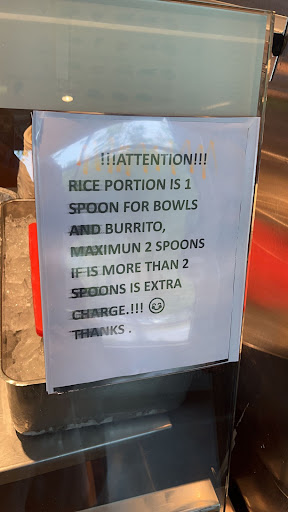 !!!ATTENTION!!!
RICE PORTION IS 1
SPOON FOR BOWLS
AND BURRITO,
MAXIMUN 2 SPOONS
IF IS MORE THAN 2
SPOONS IS EXTRA
CHARGE.!!! 😊
THANKS .